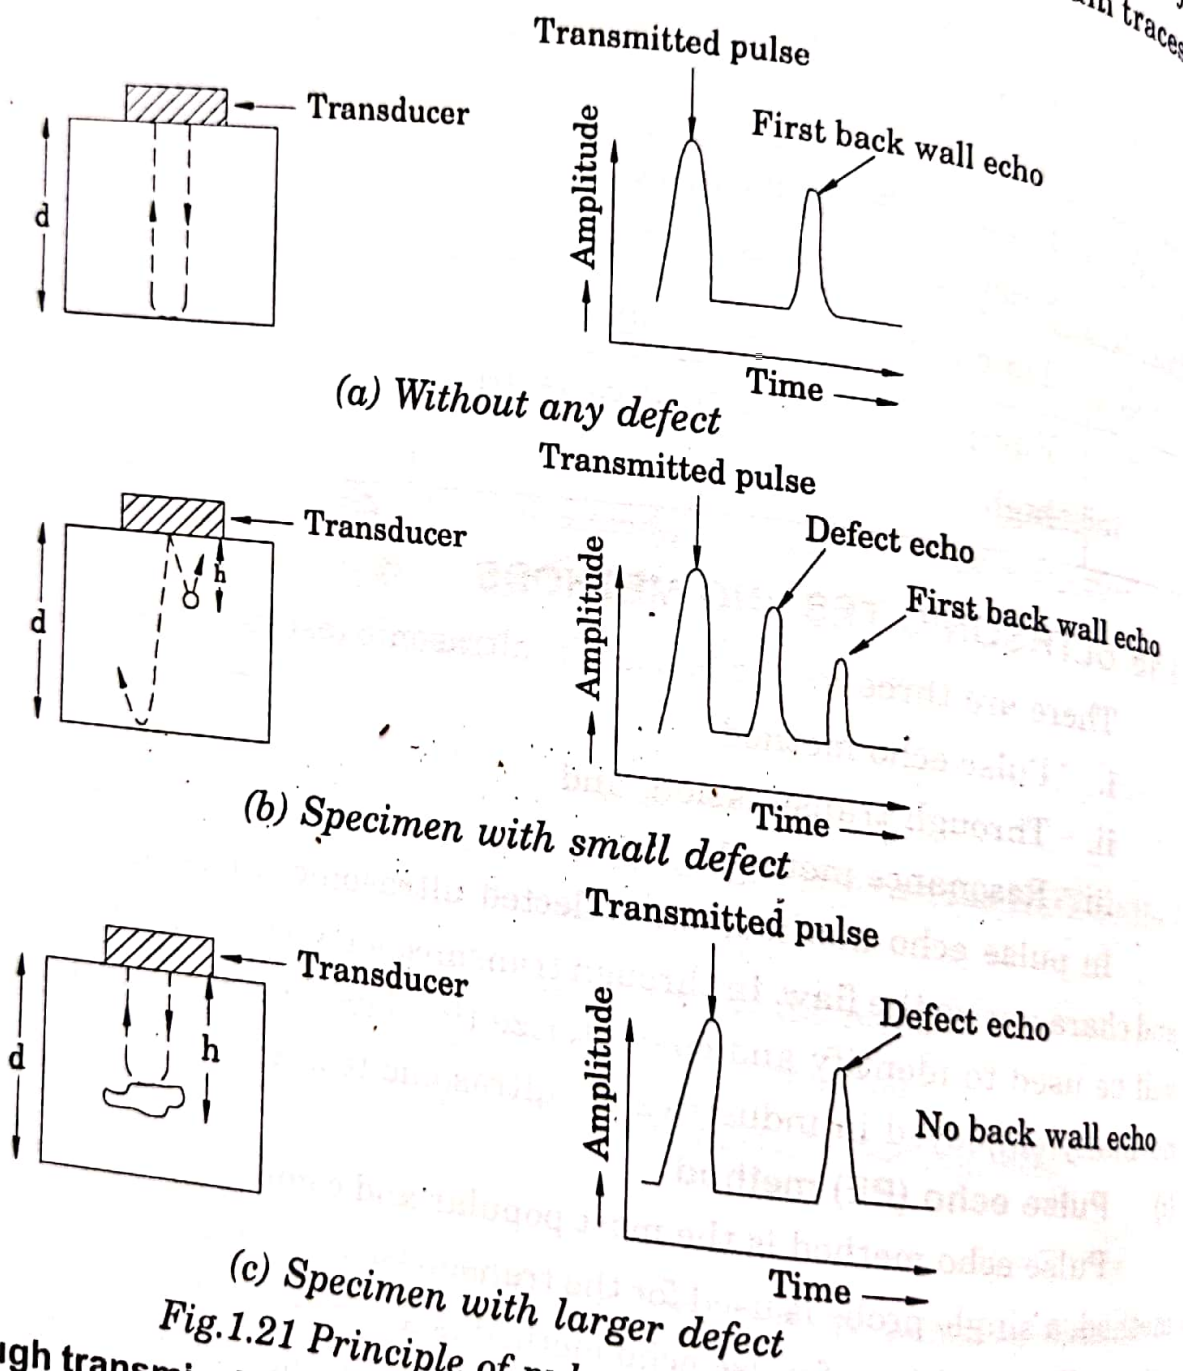 traces
Transmitted pulse
Transducer
First back wall echo
d
Amplitude
Time
(a) Without any defect
Transmitted pulse
Transducer
Defect echo
h
First back wall echo
d
Amplitude
Time
(b) Specimen with small defect
Transmitted pulse
Transducer
Defect echo
d
h
Amplitude
No back wall echo
Time
(c) Specimen with larger defect
Fig.1.21 Principle of